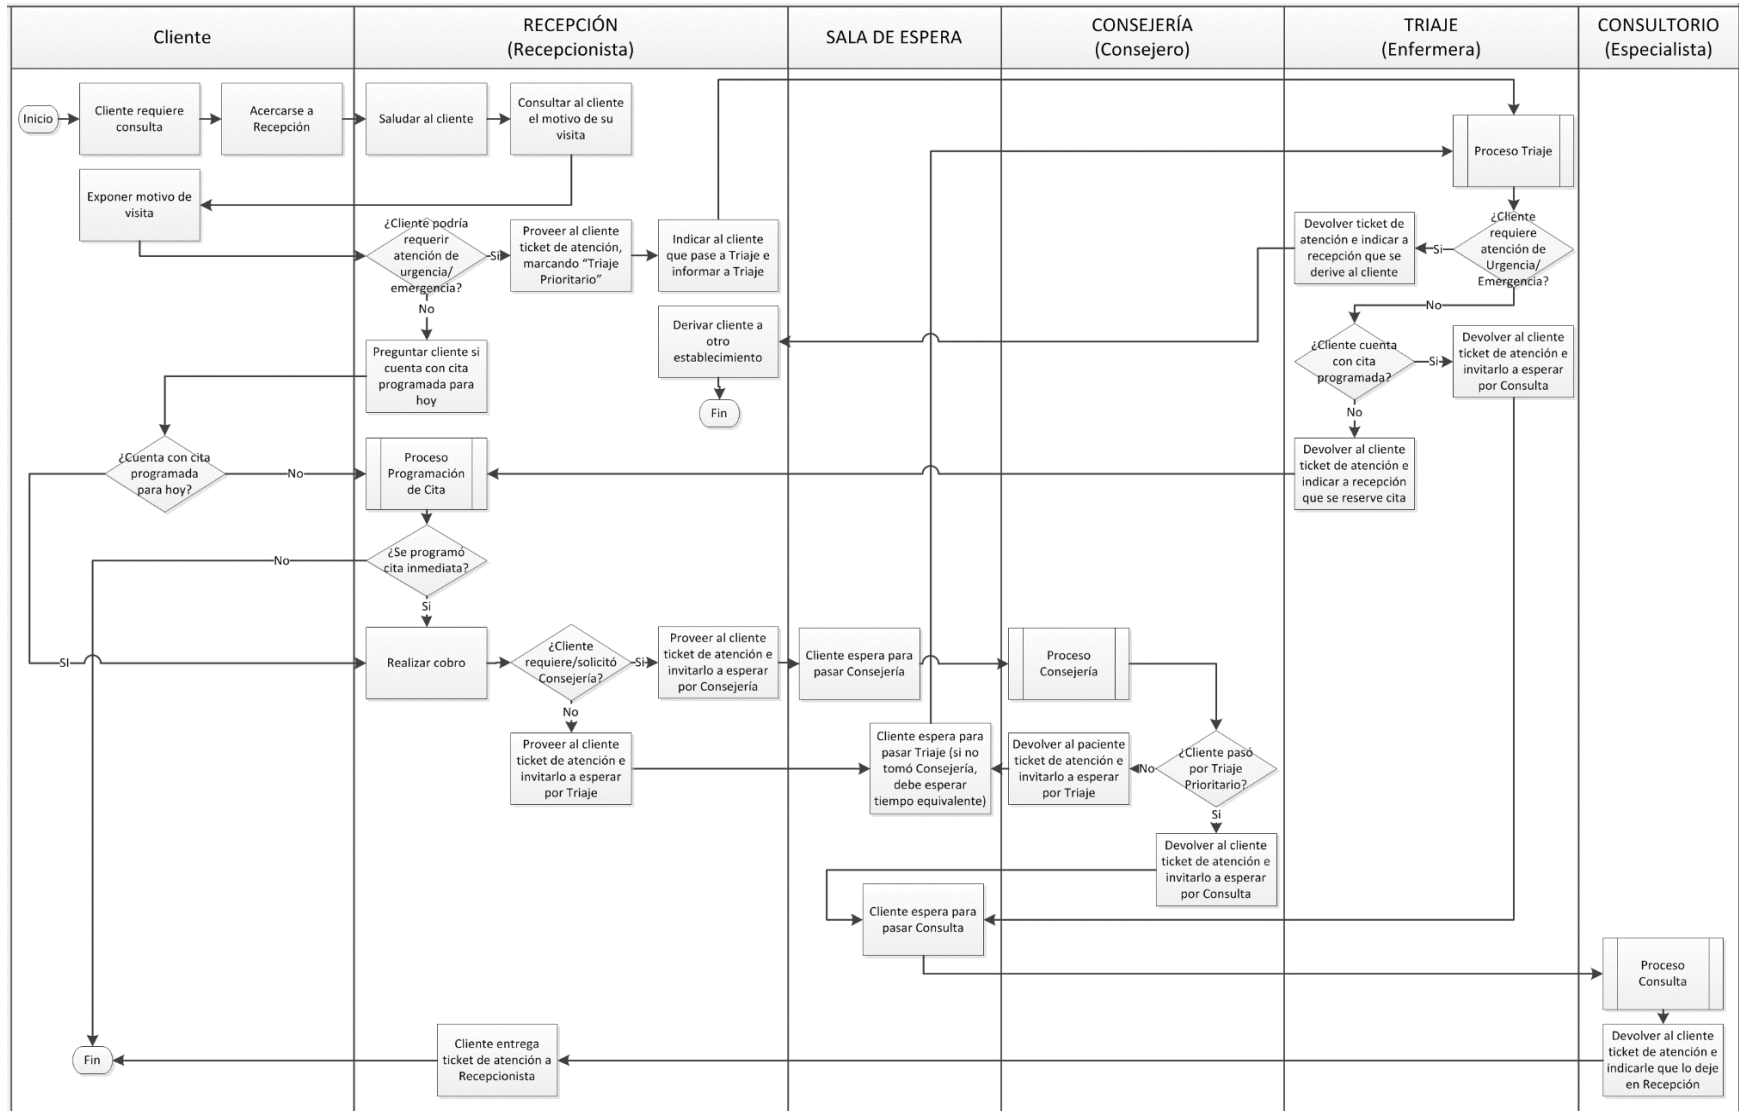 Cliente
RECEPCIÓN
(Recepcionista)
SALA DE ESPERA
CONSEJERÍA
(Consejero)
TRIAJE
(Enfermera)
CONSULTORIO
(Especialista)
Inicio
Cliente requiere
consulta
Acercarse a
Recepción
Saludar al cliente
Consultar al cliente
el motivo de su
visita
Proceso Triaje
Exponer motivo de
visita
¿Cliente podría
requerir
atención de
urgencia/
emergencia?
Si
Proveer al cliente
ticket de atención,
marcando “Triaje
Prioritario”
Indicar al cliente
que pase a Triaje e
informar a Triaje
Devolver ticket de
atención e indicar a
recepción que se
derive al cliente
Si
¿Cliente
requiere
atención de
Urgencia/
Emergencia?
No
No
Preguntar cliente si
cuenta con cita
programada para
hoy
Derivar cliente a
otro
establecimiento
Fin
¿Cliente cuenta
con cita
programada?
Si
Devolver al cliente
ticket de atención e
invitarlo a esperar
por Consulta
No
¿Cuenta con cita
programada
para hoy?
No
Proceso
Programación
de Cita
Devolver al cliente
ticket de atención e
indicar a recepción
que se reserve cita
¿Se programó
cita inmediata?
No
Si
SI
Realizar cobro
¿Cliente
requiere/solicitó
Consejería?
Si
Proveer al cliente
ticket de atención e
invitarlo a esperar
por Consejería
Cliente espera para
pasar Consejería
Proceso
Consejería
No
Proveer al cliente
ticket de atención e
invitarlo a esperar
por Triaje
Cliente espera para
pasar Triaje (si no
tomó Consejería,
debe esperar
tiempo equivalente)
Devolver al paciente
ticket de atención e
invitarlo a esperar
por Triaje
No
¿Cliente pasó
por Triaje
Prioritario?
Si
Devolver al cliente
ticket de atención e
invitarlo a esperar
por Consulta
Cliente espera para
pasar Consulta
Proceso
Consulta
Fin
Cliente entrega
ticket de atención a
Recepcionista
Devolver al cliente
ticket de atención e
indicarle que lo deje
en Recepción